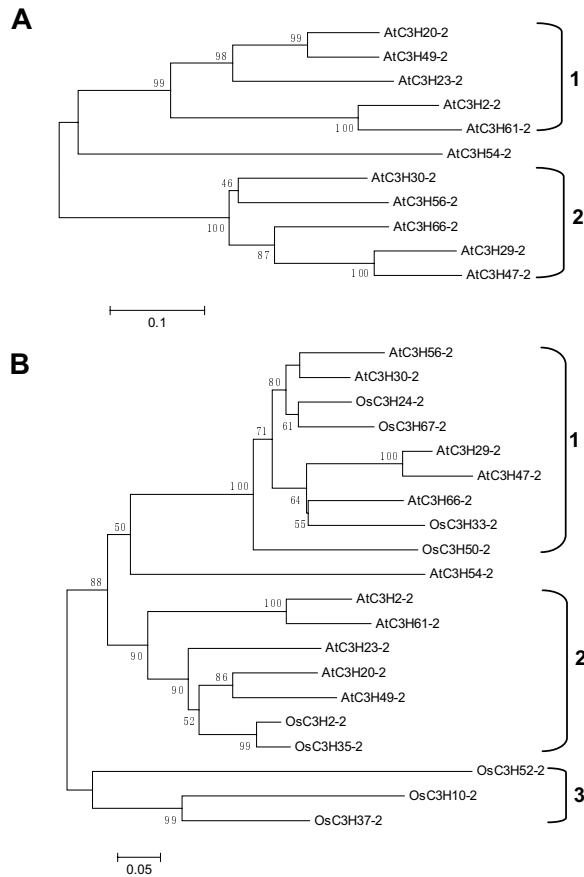 A
99
AtC3H20-2
98
AtC3H49-2
99
AtC3H23-2
1
AtC3H2-2
100
AtC3H61-2
AtC3H54-2
46
AtC3H30-2
AtC3H56-2
100
AtC3H66-2
2
87
AtC3H29-2
100
AtC3H47-2
0.1
B
AtC3H56-2
80
AtC3H30-2
OsC3H24-2
61
OsC3H67-2
71
1
100
AtC3H29-2
AtC3H47-2
100
64
AtC3H66-2
55
OsC3H33-2
50
OsC3H50-2
AtC3H54-2
88
100
AtC3H2-2
AtC3H61-2
90
AtC3H23-2
2
90
86
AtC3H20-2
AtC3H49-2
52
OsC3H2-2
99
OsC3H35-2
OsC3H52-2
OsC3H10-2
3
99
OsC3H37-2
0.05